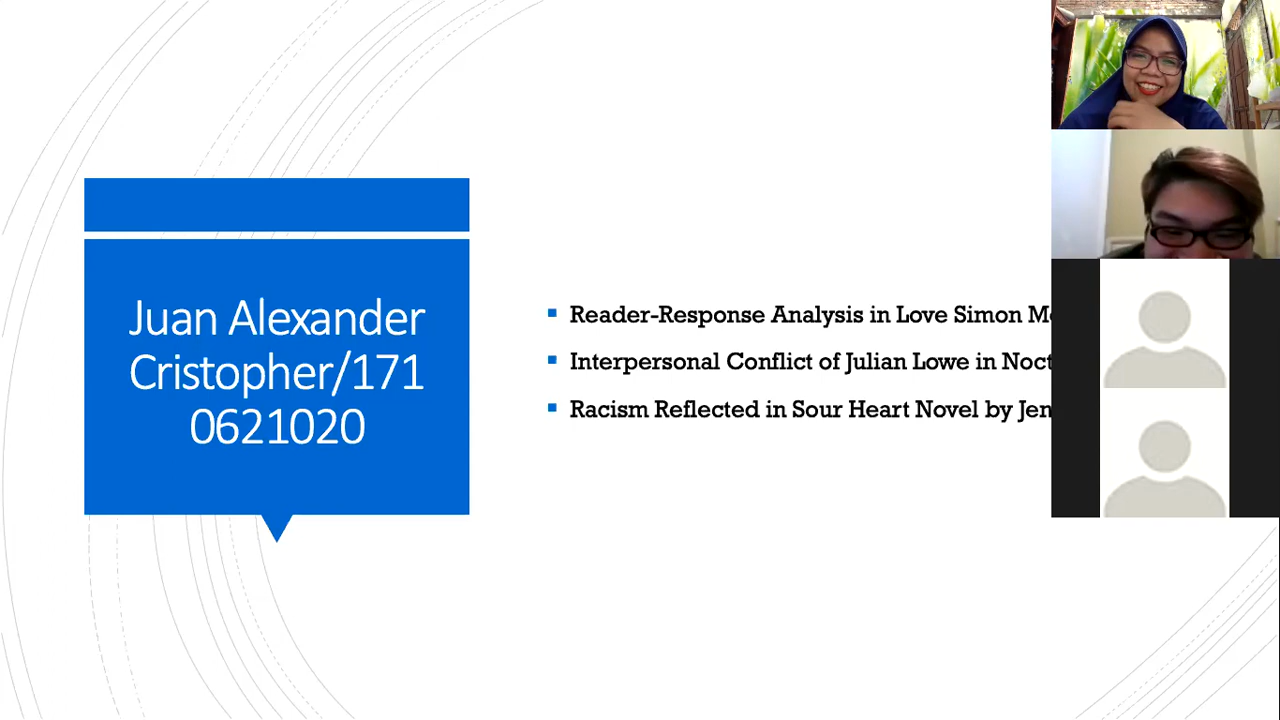 Juan Alexander
Cristopher/171
0621020
Reader-Response Analysis in Love Simon
Interpersonal Conflict of Julian Lowe in
Racism Reflected in Sour Heart Novel by